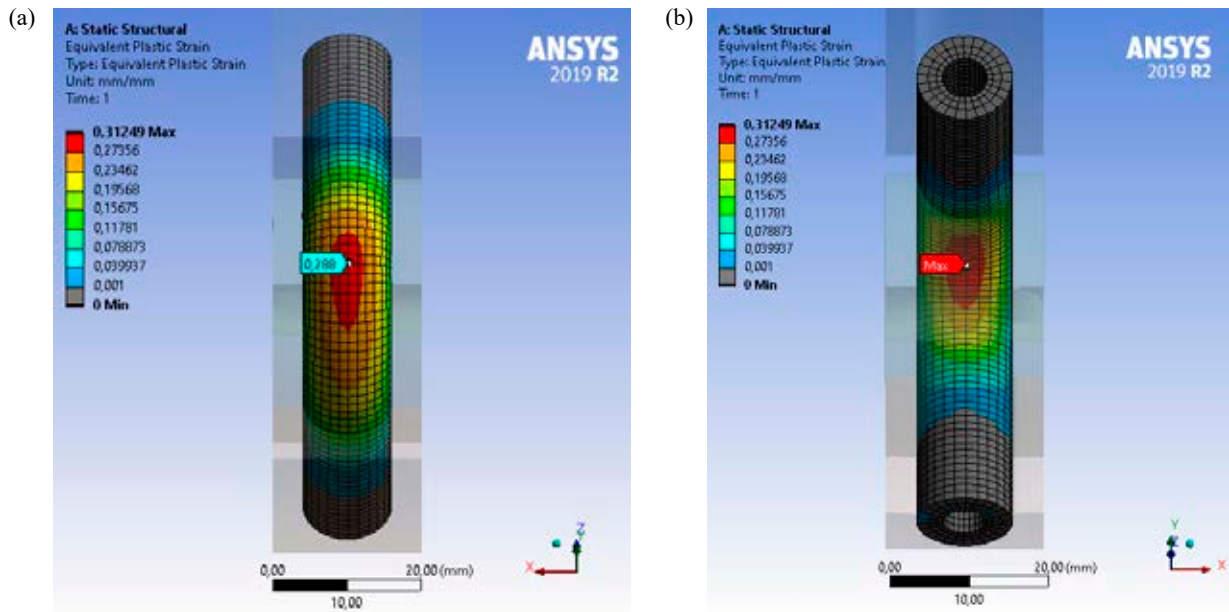 (a)
A: Static Structural
Equivalent Plastic Strain
Type: Equivalent Plastic Strain
Unit: mm/mm
Time: 1
ANSYS
2019 R2
0,31249 Max
0,27356
0,23462
0,19568
0,15675
0,11781
0,078873
0,039937
0,001
0 Min
0,288
Z
Y
X
0,00
20,00 (mm)
10,00
(b)
A: Static Structural
Equivalent Plastic Strain
Type: Equivalent Plastic Strain
Unit: mm/mm
Time: 1
ANSYS
2019 R2
0,31249 Max
0,27356
0,23462
0,19568
0,15675
0,11781
0,078873
0,039937
0,001
0 Min
Max
Y
Z
X
0,00
20,00 (mm)
10,00